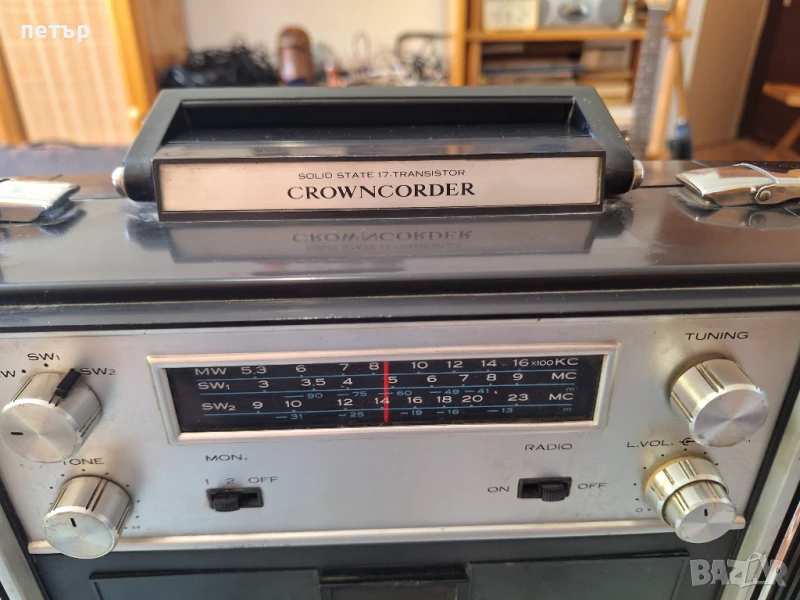 петър
SOLID STATE 17-TRANSISTOR
CROWNCORDER
TUNING
SW1
W SW2
MW 5.3 6 7 8 10 12 14 16 x100 KC
SW1 3 3.5 4 5 6 7 8 9 MC
90 75 60 49 41 m
SW2 9 10 12 14 16 18 20 23 MC
31 25 19 16 13 m
TONE
MON.
1 2 OFF
RADIO
ON OFF
L.VOL.
BAZAR